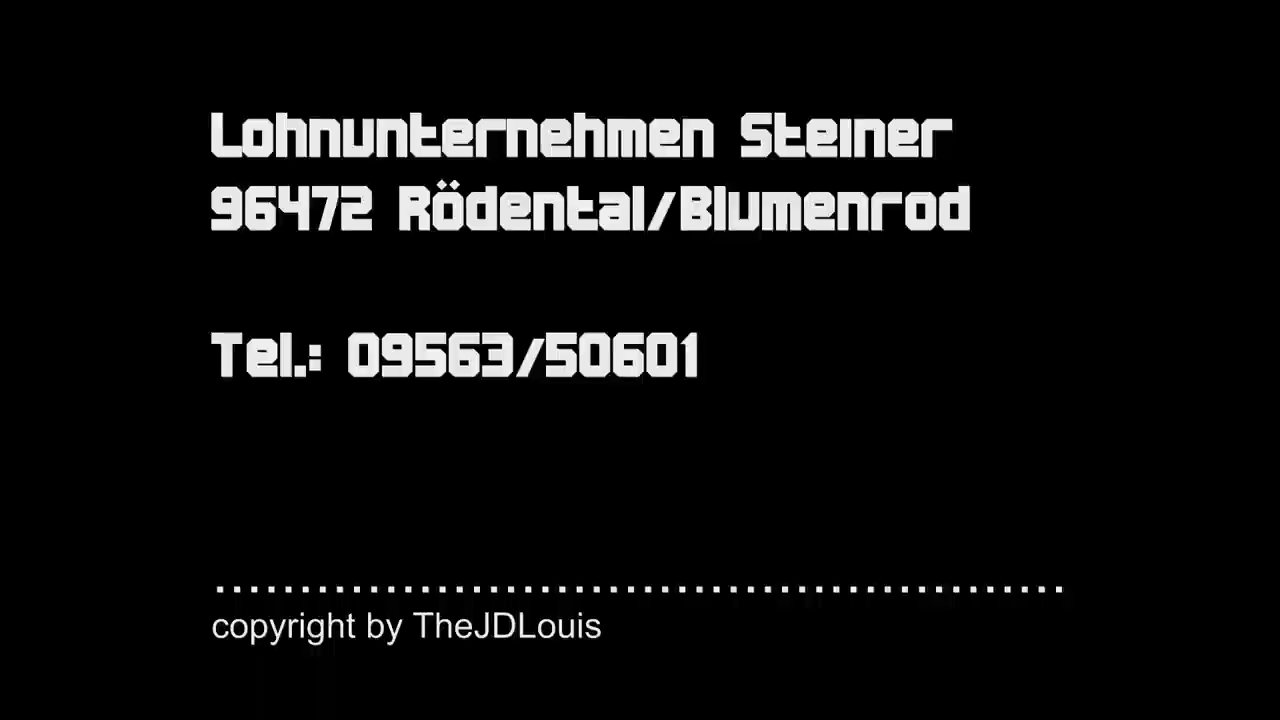 Lohnunternehmen Steiner
96472 Rödental/Blumenrod
Tel.: 09563/50601
..................................................
copyright by TheJDLouis